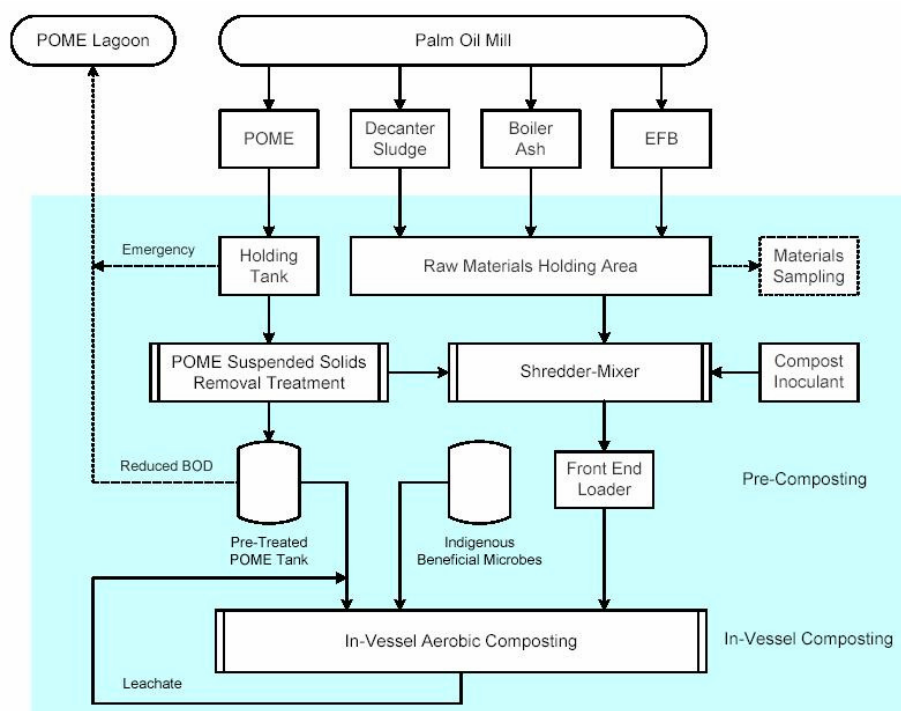 POME Lagoon
Palm Oil Mill
POME
Decanter
Sludge
Boiler
Ash
EFB
Emergency
Holding
Tank
Raw Materials Holding Area
Materials
Sampling
POME Suspended Solids
Removal Treatment
Shredder-Mixer
Compost
Inoculant
Reduced BOD
Front End
Loader
Pre-Composting
Pre-Treated
POME Tank
Indigenous
Beneficial Microbes
In-Vessel Aerobic Composting
In-Vessel Composting
Leachate